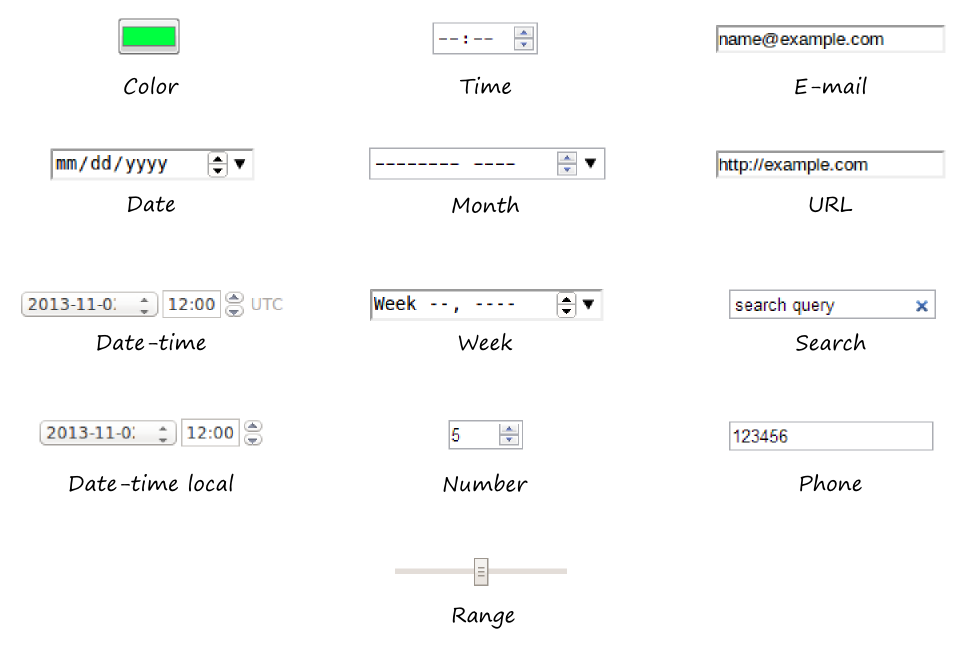 --:--
name@example.com
Color
Time
E-mail
mm/dd/yyyy
-------- ----
http://example.com
Date
Month
URL
2013-11-0 12:00 UTC
Week --, ----
search query
Date-time
Week
Search
2013-11-0 12:00
5
123456
Date-time local
Number
Phone
Range